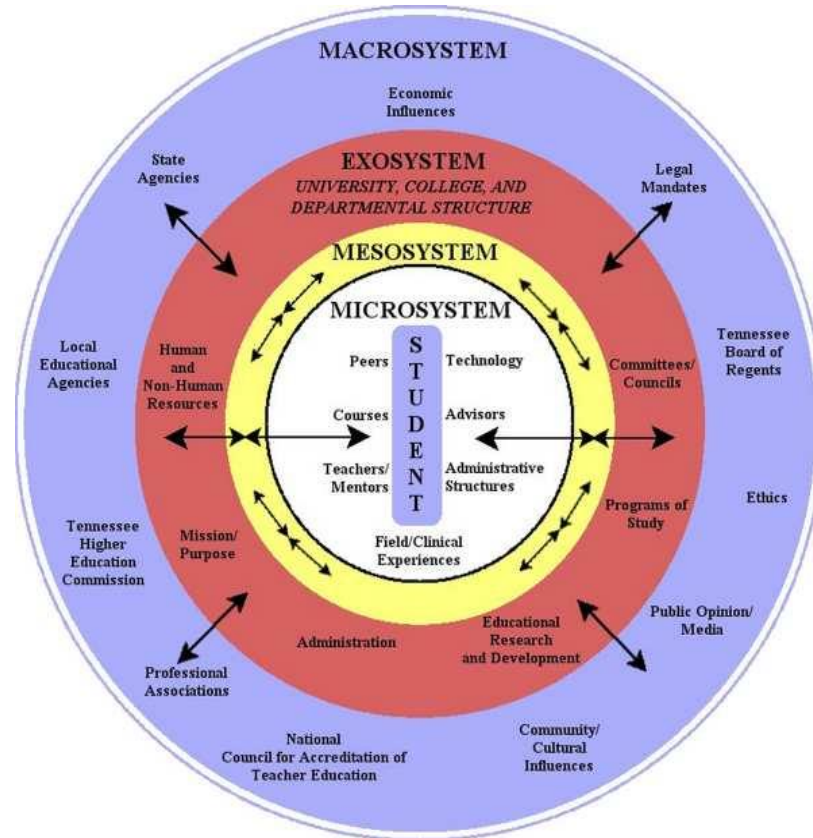 MACROSYSTEM
Economic
Influences
State
Agencies
Legal
Mandates
EXOSYSTEM
UNIVERSITY, COLLEGE, AND
DEPARTMENTAL STRUCTURE
MESOSYSTEM
MICROSYSTEM
STUDENT
Peers
Technology
Courses
Advisors
Teachers/
Mentors
Administrative
Structures
Field/Clinical
Experiences
Human
and
Non-Human
Resources
Committees/
Councils
Mission/
Purpose
Programs of
Study
Administration
Educational
Research
and Development
Local
Educational
Agencies
Tennessee
Board of
Regents
Ethics
Tennessee
Higher
Education
Commission
Public Opinion/
Media
Professional
Associations
National
Council for Accreditation of
Teacher Education
Community/
Cultural
Influences